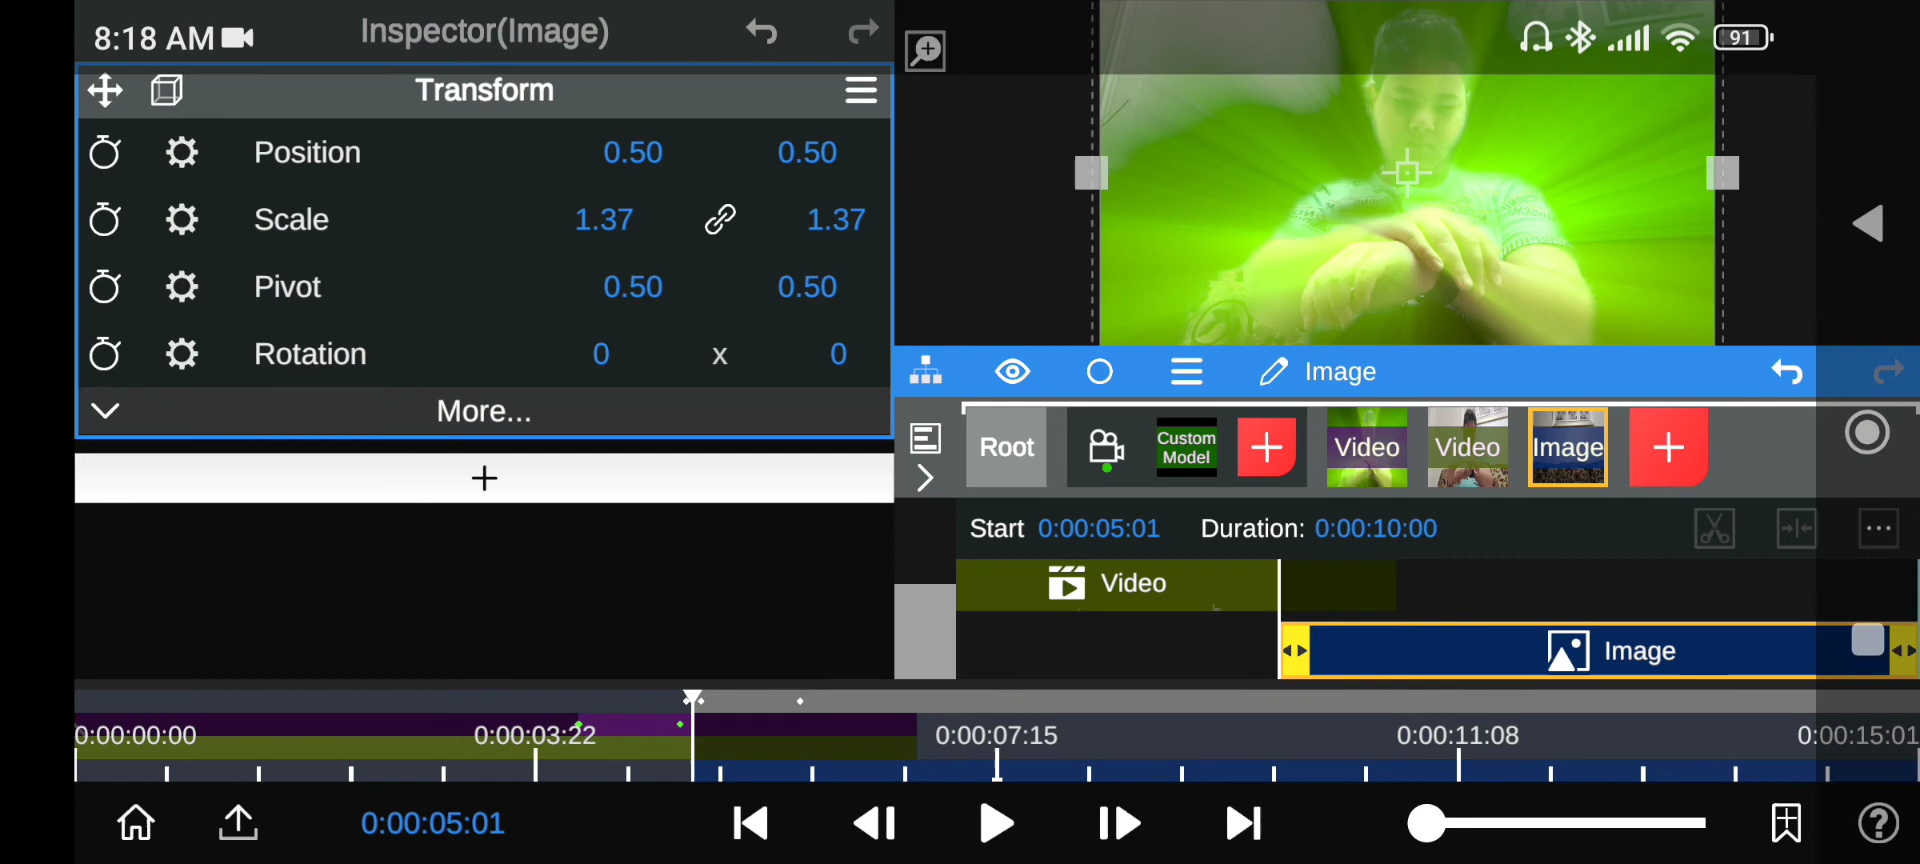 8:18 AM
Inspector(Image)
91
Transform
Position 0.50 0.50
Scale 1.37 1.37
Pivot 0.50 0.50
Rotation 0 x 0
More...
+
Image
Root
Custom
Model
Video
Video
Image
Start 0:00:05:01 Duration: 0:00:10:00
Video
Image
0:00:00:00 0:00:03:22 0:00:07:15 0:00:11:08 0:00:15:01
0:00:05:01